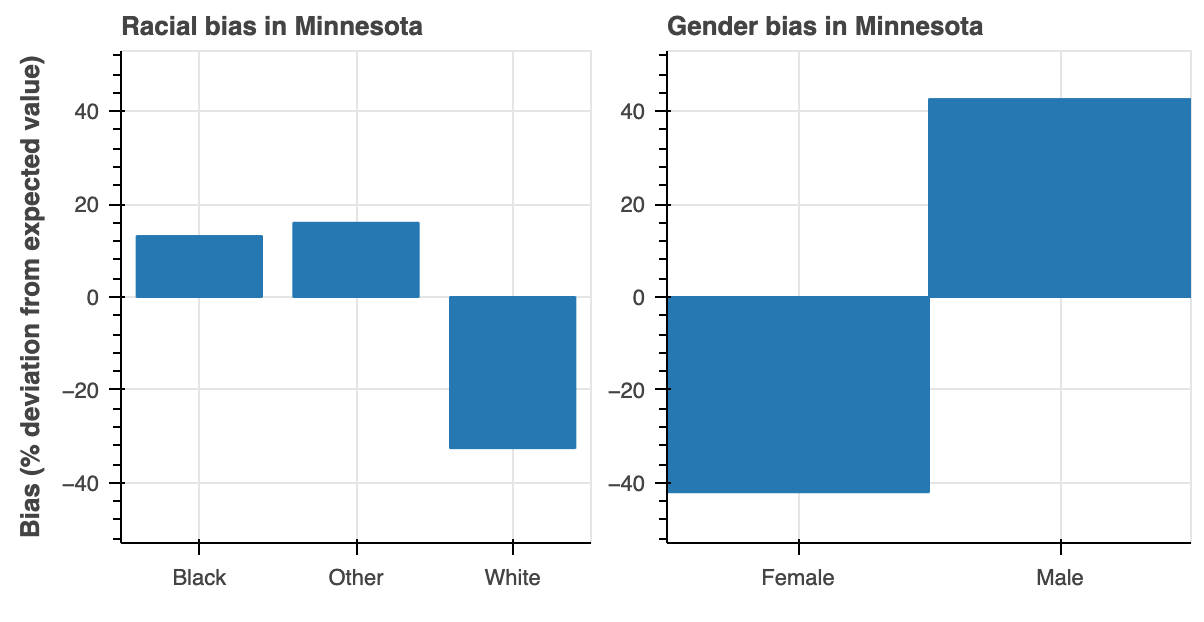 Racial bias in Minnesota
Gender bias in Minnesota
Bias (% deviation from expected value)
40
20
0
−20
−40
Black
Other
White
40
20
0
−20
−40
Female
Male